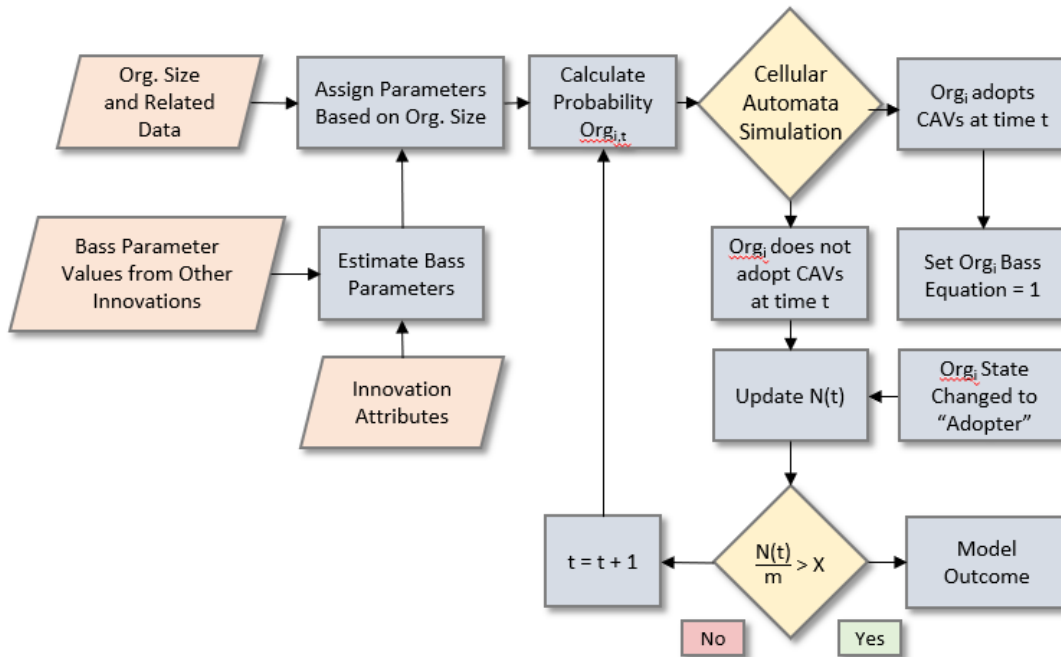 Org. Size
and Related
Data
Assign Parameters
Based on Org. Size
Calculate
Probability
Orgi,t
Cellular
Automata
Simulation
Orgi adopts
CAVs at time t
Bass Parameter
Values from Other
Innovations
Estimate Bass
Parameters
Orgi does not
adopt CAVs
at time t
Set Orgi Bass
Equation = 1
Innovation
Attributes
Update N(t)
Orgi State
Changed to
“Adopter”
t = t + 1
N(t)
m
> X
Model
Outcome
No
Yes